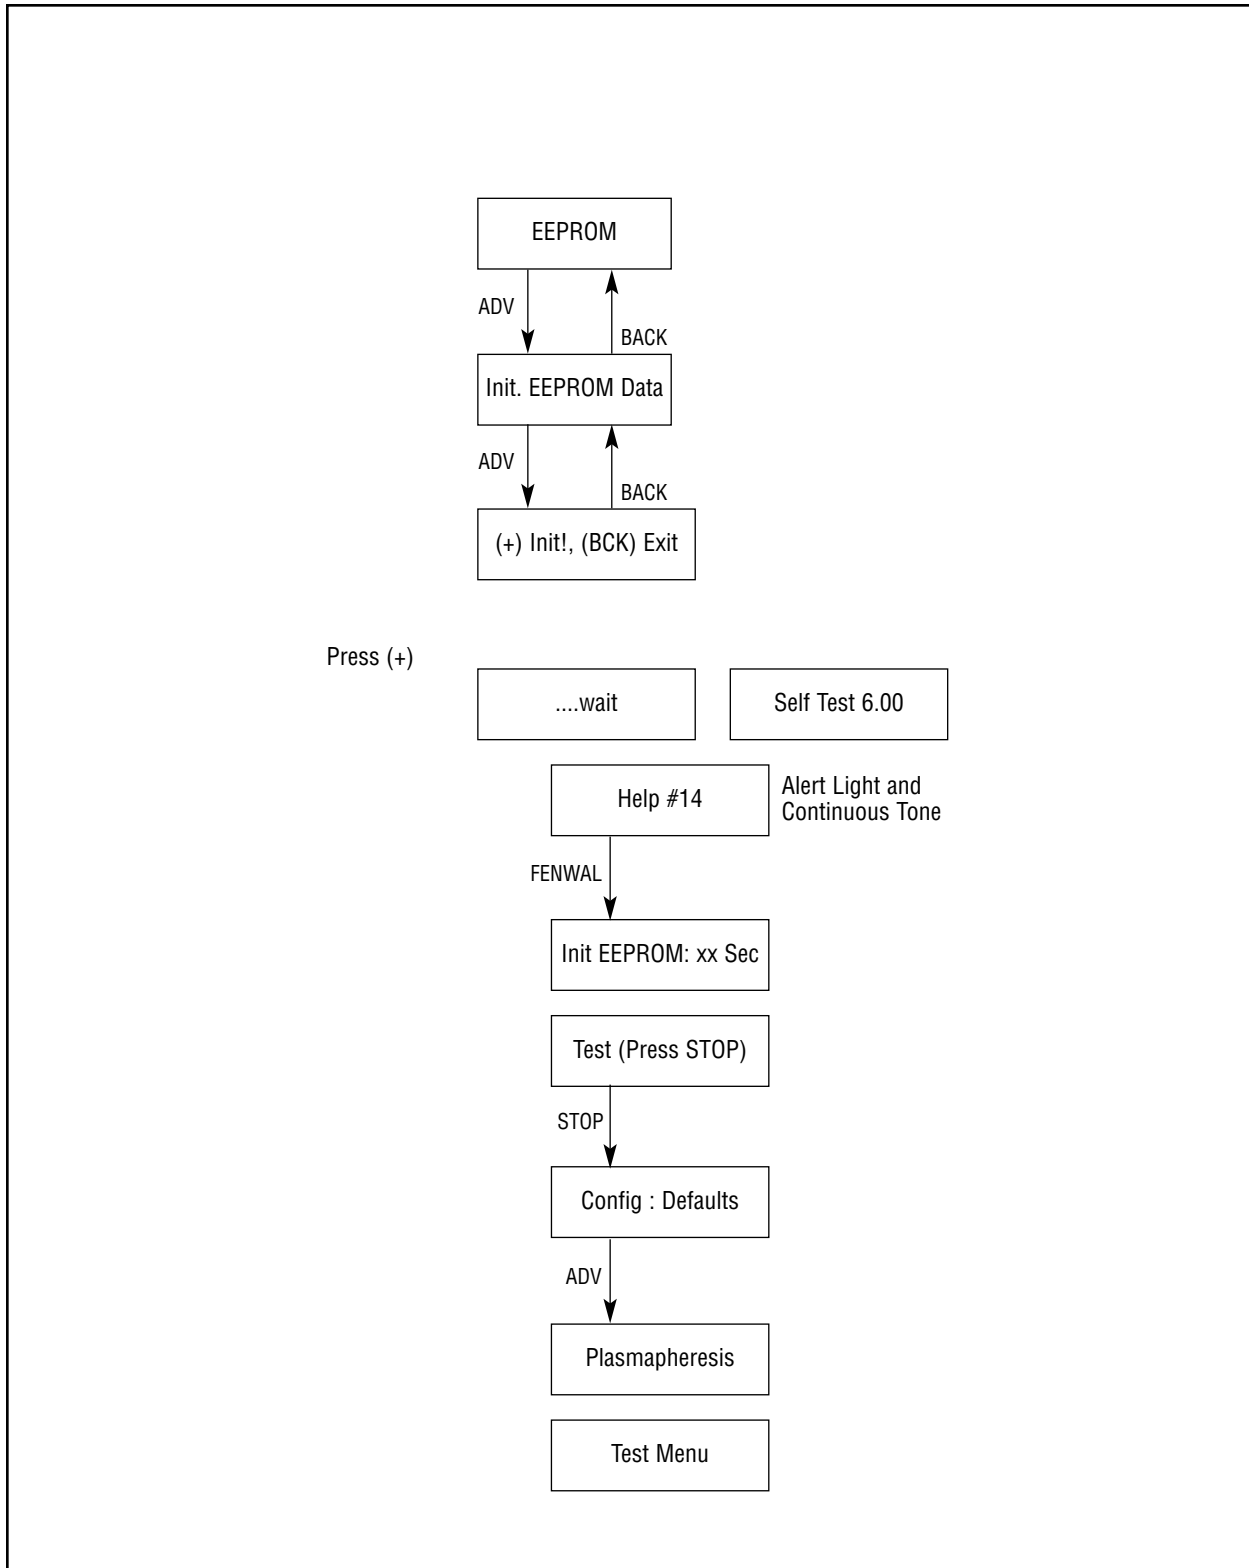 EEPROM
ADV
BACK
Init. EEPROM Data
ADV
BACK
(+) Init!, (BCK) Exit
Press (+)
....wait
Self Test 6.00
Help #14
Alert Light and
Continuous Tone
FENWAL
Init EEPROM: xx Sec
Test (Press STOP)
STOP
Config : Defaults
ADV
Plasmapheresis
Test Menu